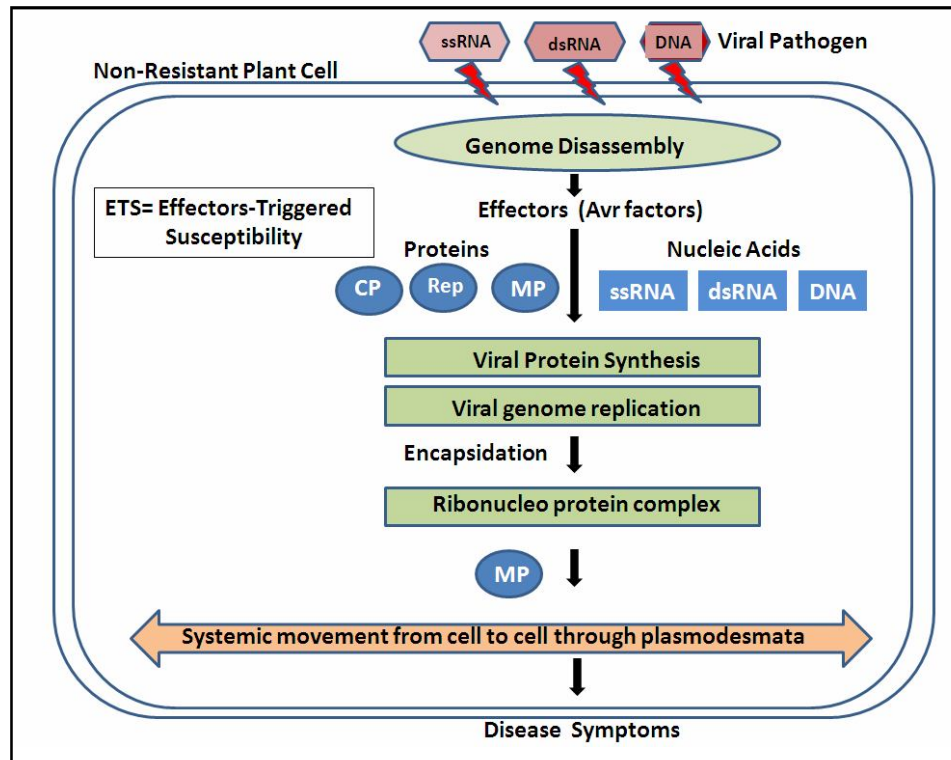 ssRNA dsRNA DNA Viral Pathogen
Non-Resistant Plant Cell
Genome Disassembly
ETS= Effectors-Triggered
Susceptibility
Effectors (Avr factors)
Proteins
Nucleic Acids
CP Rep MP
ssRNA dsRNA DNA
Viral Protein Synthesis
Viral genome replication
Encapsidation
Ribonucleo protein complex
MP
Systemic movement from cell to cell through plasmodesmata
Disease Symptoms